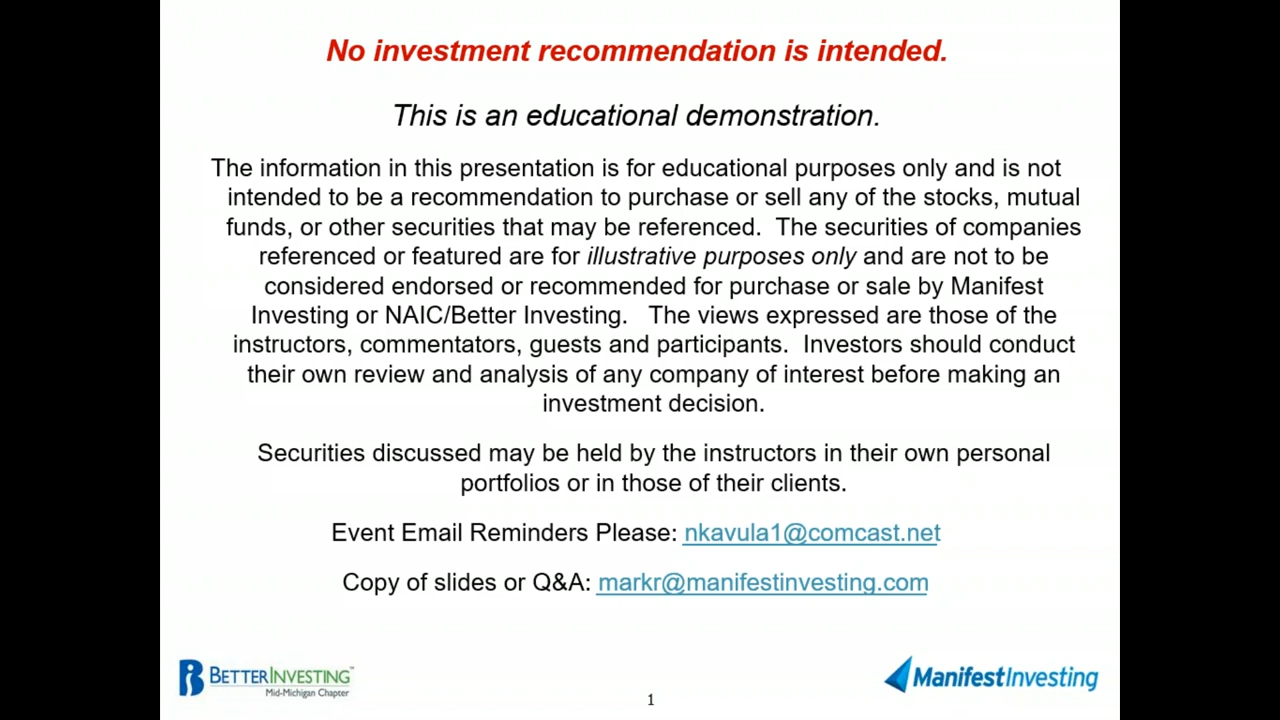 No investment recommendation is intended.
This is an educational demonstration.
The information in this presentation is for educational purposes only and is not
intended to be a recommendation to purchase or sell any of the stocks, mutual
funds, or other securities that may be referenced.  The securities of companies
referenced or featured are for illustrative purposes only and are not to be
considered endorsed or recommended for purchase or sale by Manifest
Investing or NAIC/Better Investing.   The views expressed are those of the
instructors, commentators, guests and participants.  Investors should conduct
their own review and analysis of any company of interest before making an
investment decision.
Securities discussed may be held by the instructors in their own personal
portfolios or in those of their clients.
Event Email Reminders Please: nkavula1@comcast.net
Copy of slides or Q&A: markr@manifestinvesting.com
BETTERINVESTING™
Mid-Michigan Chapter
1
ManifestInvesting